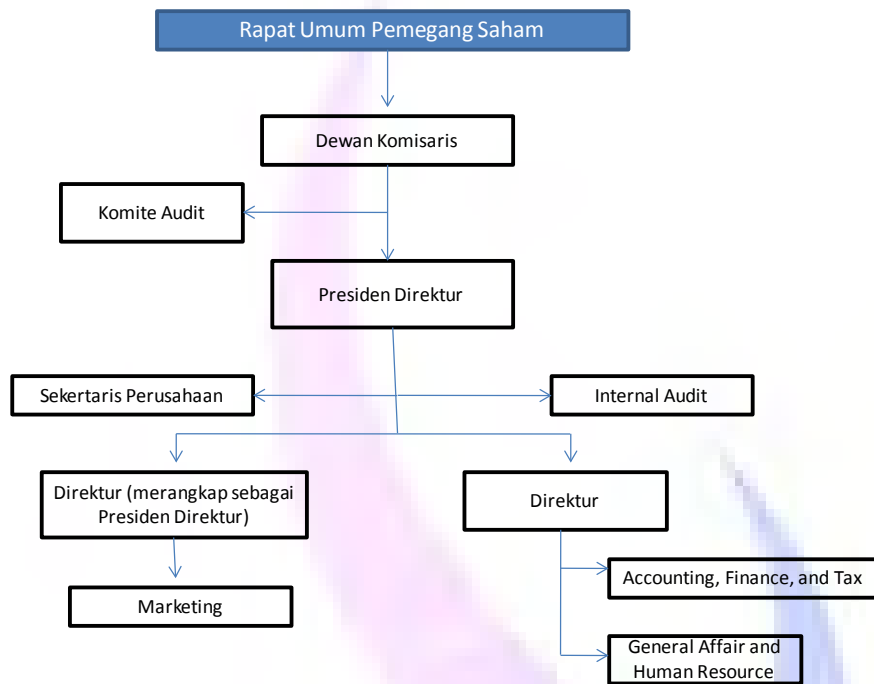 Rapat Umum Pemegang Saham
Dewan Komisaris
Komite Audit
Presiden Direktur
Sekertaris Perusahaan
Internal Audit
Direktur (merangkap sebagai
Presiden Direktur)
Direktur
Marketing
Accounting, Finance, and Tax
General Affair and
Human Resource